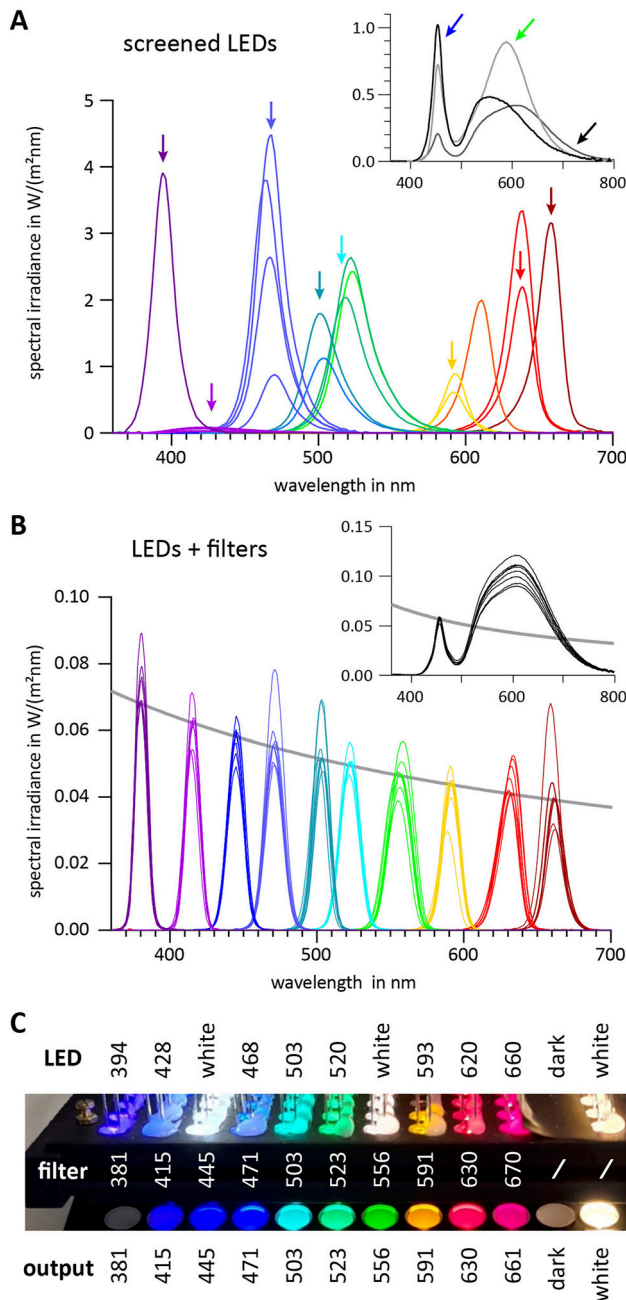 A
screened LEDs
1.0
0.5
0.0
400
600
800
5
4
3
2
1
0
spectral irradiance in W/(m²nm)
400
500
600
700
wavelength in nm
B
LEDs + filters
0.15
0.10
0.05
0.00
400
600
800
0.10
0.08
0.06
0.04
0.02
0.00
spectral irradiance in W/(m²nm)
400
500
600
700
wavelength in nm
C
LED 394 428 white 468 503 520 white 593 620 660 dark white
filter 381 415 445 471 503 523 556 591 630 670 / /
output 381 415 445 471 503 523 556 591 630 661 dark white